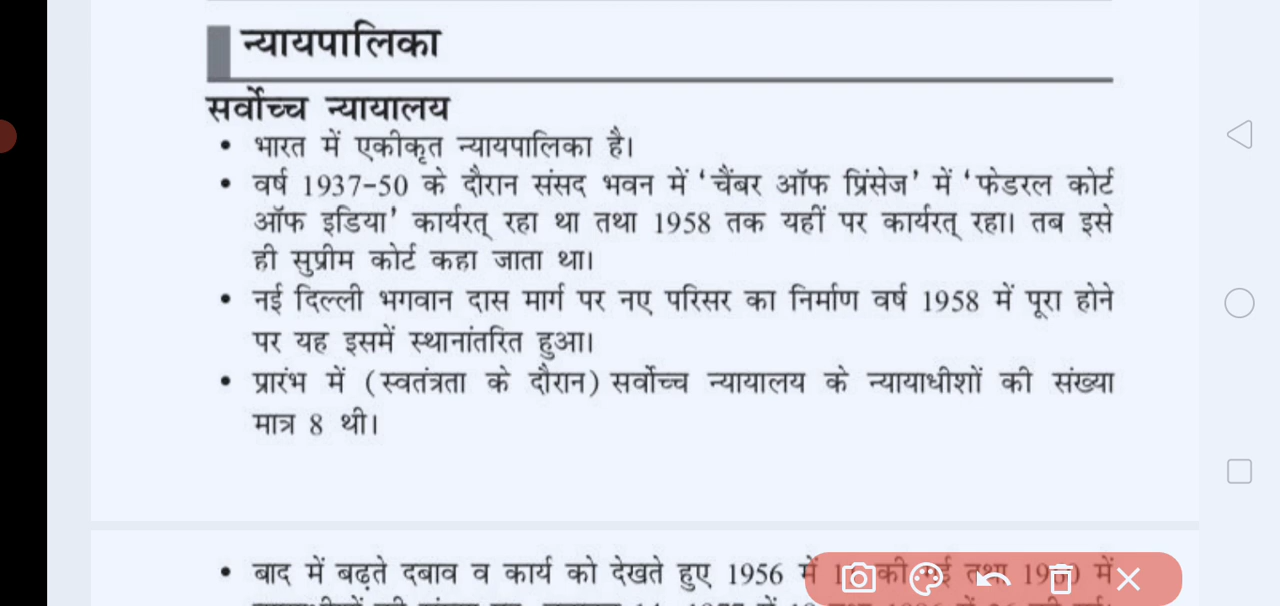 न्यायपालिका
सर्वोच्च न्यायालय
• भारत में एकीकृत न्यायपालिका है।
• वर्ष 1937-50 के दौरान संसद भवन में ‘चैंबर ऑफ प्रिंसेज’ में ‘फेडरल कोर्ट
ऑफ इडिया’ कार्यरत् रहा था तथा 1958 तक यहीं पर कार्यरत् रहा। तब इसे
ही सुप्रीम कोर्ट कहा जाता था।
• नई दिल्ली भगवान दास मार्ग पर नए परिसर का निर्माण वर्ष 1958 में पूरा होने
पर यह इसमें स्थानांतरित हुआ।
• प्रारंभ में (स्वतंत्रता के दौरान) सर्वोच्च न्यायालय के न्यायाधीशों की संख्या
मात्र 8 थी।
• बाद में बढ़ते दबाव व कार्य को देखते हुए 1956 में की गई तथा में